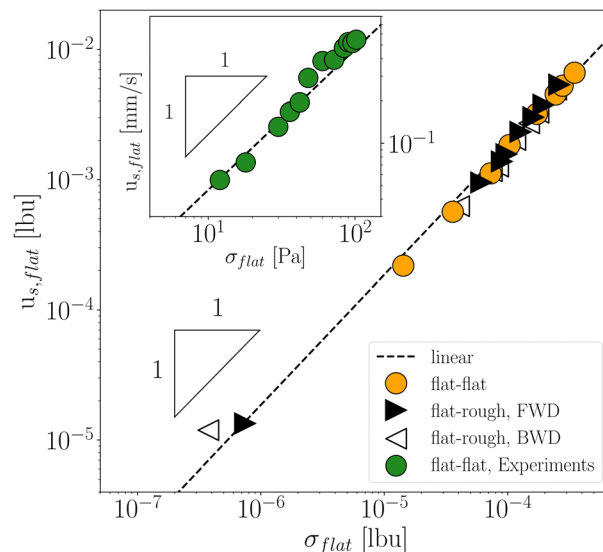 10^{-2}
10^{-3}
10^{-4}
10^{-5}
u_{s,flat} [lbu]
10^{-7}
10^{-6}
10^{-5}
10^{-4}
σ_{flat} [lbu]
u_{s,flat} [mm/s]
10^{-1}
10^{1}
10^{2}
σ_{flat} [Pa]
1
1
1
1
linear
flat-flat
flat-rough, FWD
flat-rough, BWD
flat-flat, Experiments